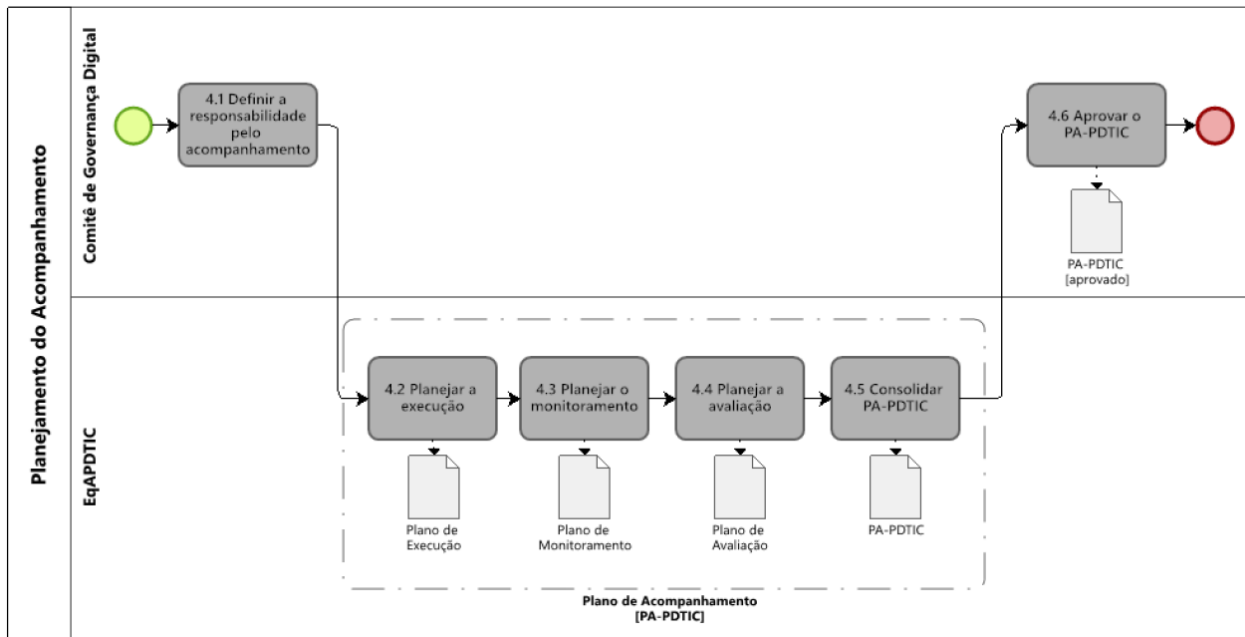 Planejamento do Acompanhamento
Comitê de Governança Digital
4.1 Definir a
responsabilidade
pelo
acompanhamento
4.6 Aprovar o
PA-PDTIC
PA-PDTIC
[aprovado]
EqAPDTIC
4.2 Planejar a
execução
4.3 Planejar o
monitoramento
4.4 Planejar a
avaliação
4.5 Consolidar
PA-PDTIC
Plano de
Execução
Plano de
Monitoramento
Plano de
Avaliação
PA-PDTIC
Plano de Acompanhamento
[PA-PDTIC]